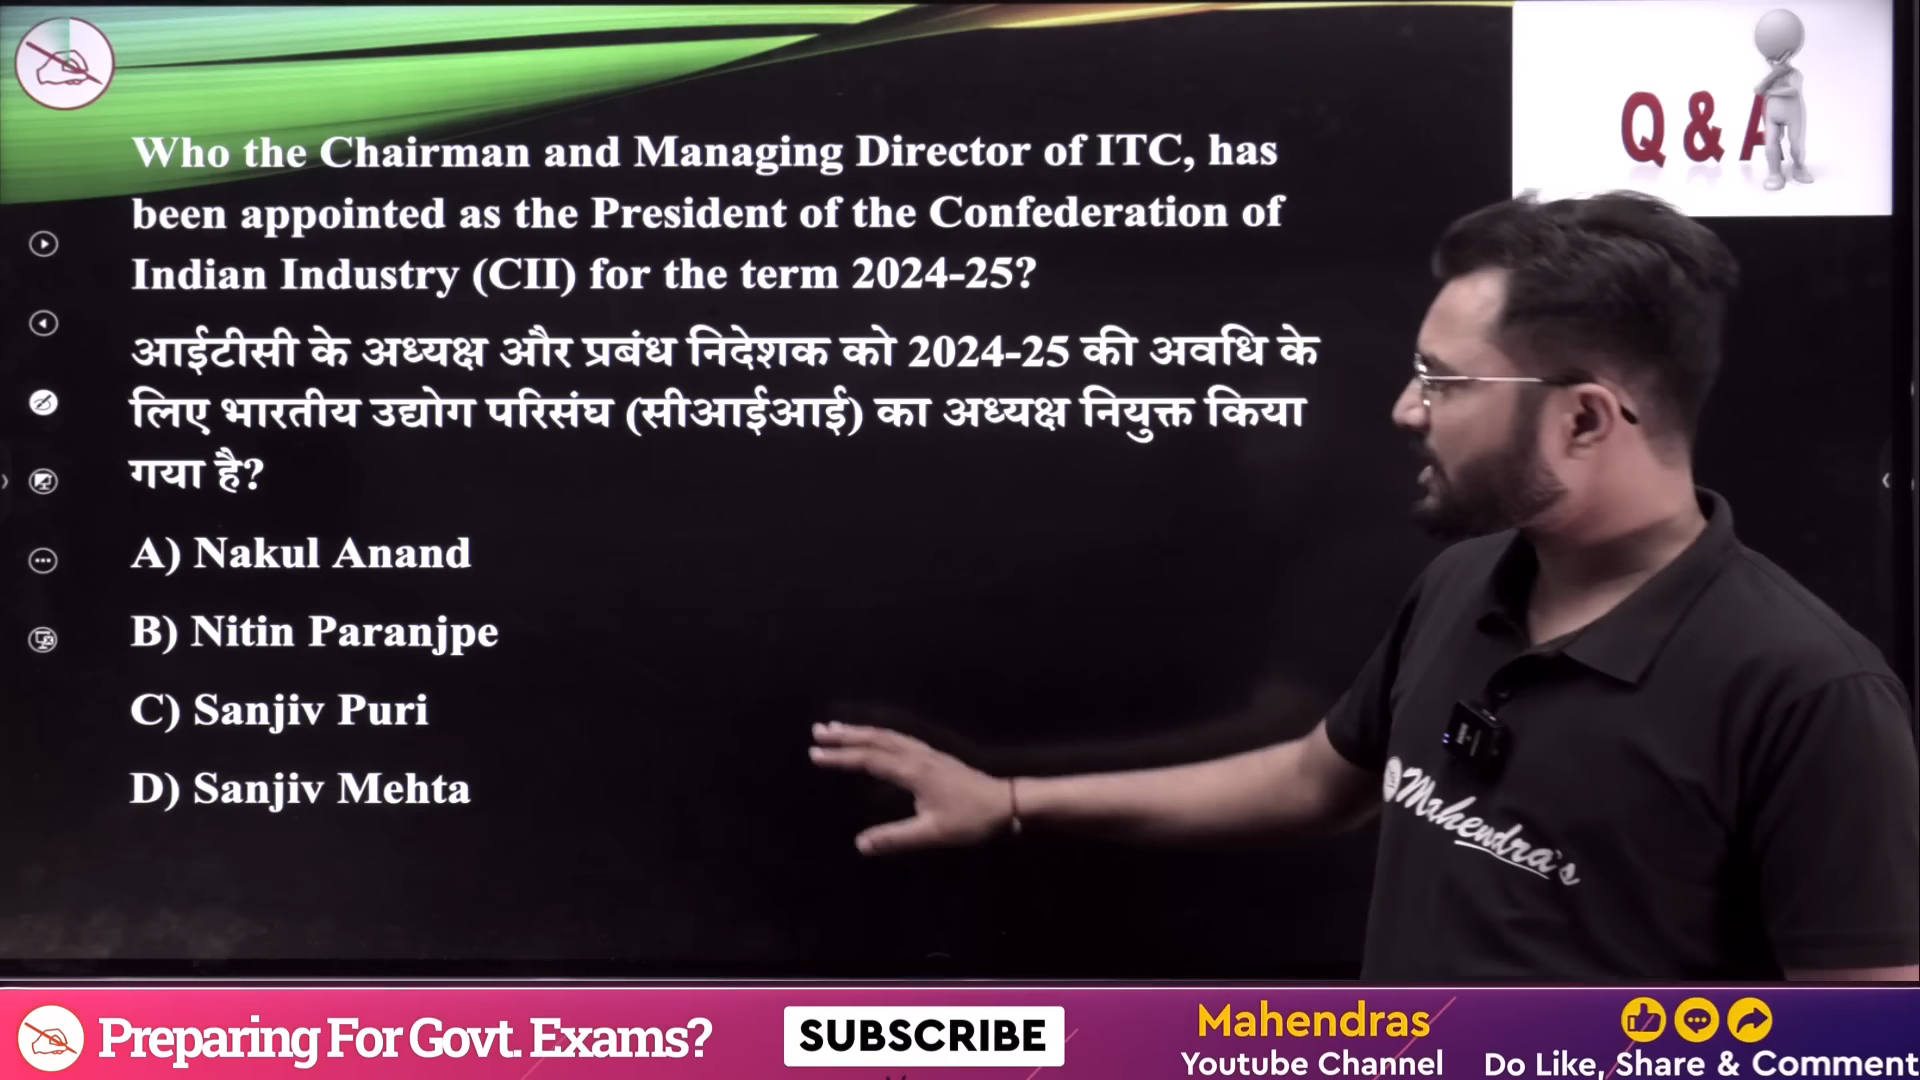 Q & A
Who the Chairman and Managing Director of ITC, has
been appointed as the President of the Confederation of
Indian Industry (CII) for the term 2024-25?
आईटीसी के अध्यक्ष और प्रबंध निदेशक को 2024-25 की अवधि के
लिए भारतीय उद्योग परिसंघ (सीआईआई) का अध्यक्ष नियुक्त किया
गया है?
A) Nakul Anand
B) Nitin Paranjpe
C) Sanjiv Puri
D) Sanjiv Mehta
Mahendra's
Preparing For Govt. Exams?
SUBSCRIBE
Mahendras
Youtube Channel
Do Like, Share & Comment